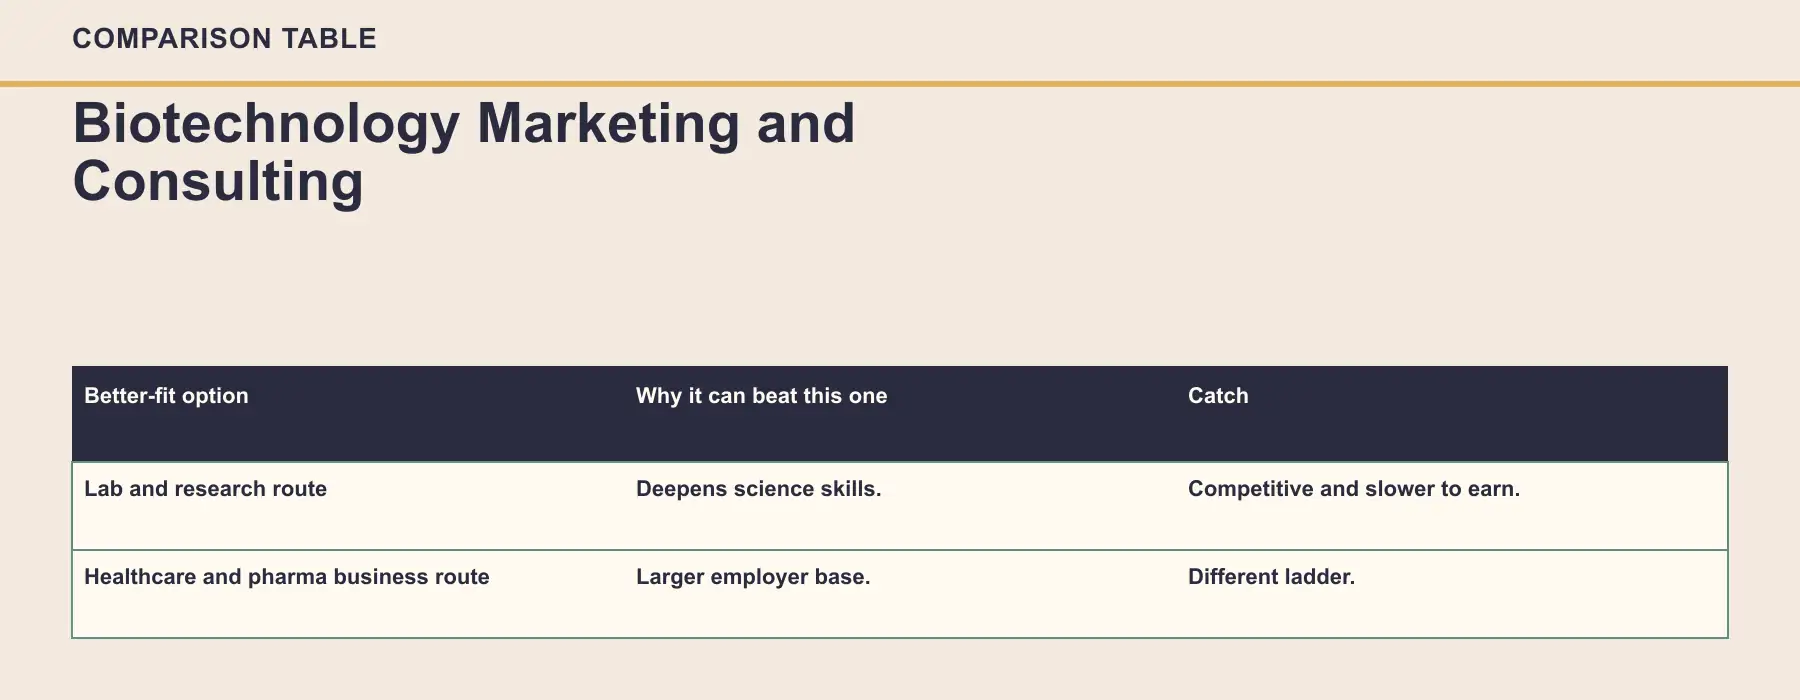 COMPARISON TABLE
Biotechnology Marketing and
Consulting
Better-fit option Why it can beat this one Catch
Lab and research route Deepens science skills. Competitive and slower to earn.
Healthcare and pharma business route Larger employer base. Different ladder.